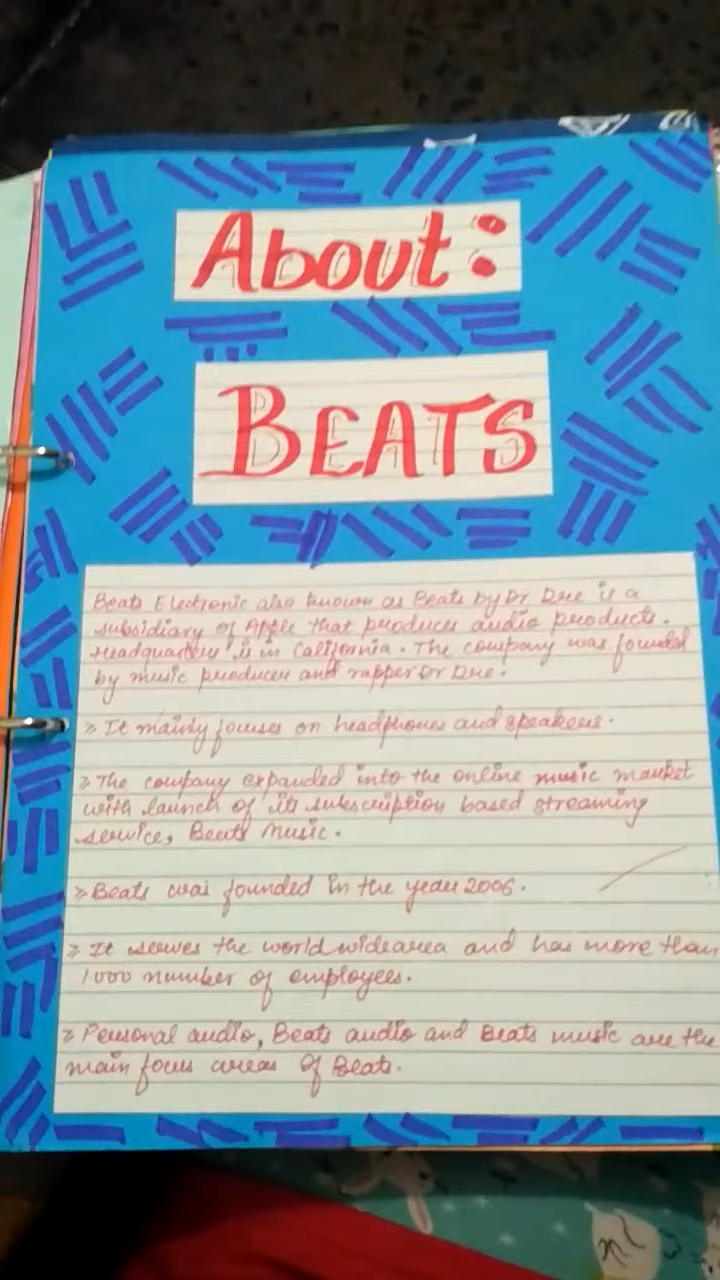 About:
BEATS
Beats Electronic also known as Beats by Dr Dre is a
subsidiary of Apple that produces audio products.
Headquarters is in California. The company was founded
by music producer and rapper Dr Dre.
» It mainly focuses on headphones and speakers.
» The company expanded into the online music market
with launch of its subscription based streaming
service, Beats Music.
» Beats was founded in the year 2006.
» It serves the worldwide area and has more than
1000 number of employees.
» Personal audio, Beats audio and Beats music are the
main focus areas of Beats.